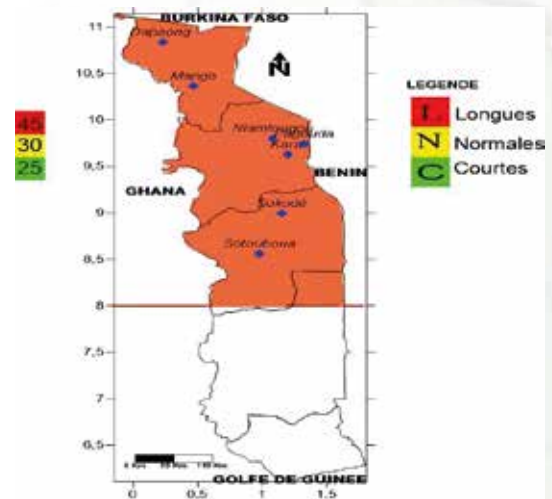 BURKINA FASO
11
Dapaong
10,5
N
Mango
LEGENDE
10
L Longues
45
N Normales
30
C Courtes
25
9,5
Kara
BENIN
GHANA
9
Sokodé
8,5
Sotouboua
8
7,5
7
6,5
GOLFE DE GUINEE
0 0.5 1 1.5